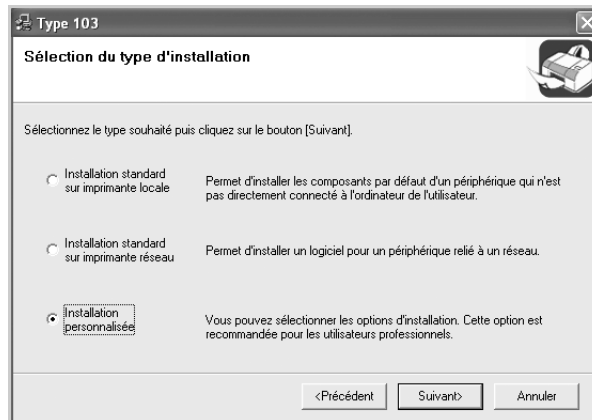 Type 103
Sélection du type d'installation
Sélectionnez le type souhaité puis cliquez sur le bouton [Suivant].
Installation standard
sur imprimante locale
Permet d'installer les composants par défaut d'un périphérique qui n'est
pas directement connecté à l'ordinateur de l'utilisateur.
Installation standard
sur imprimante réseau
Permet d'installer un logiciel pour un périphérique relié à un réseau.
Installation
personnalisée
Vous pouvez sélectionner les options d'installation. Cette option est
recommandée pour les utilisateurs professionnels.
<Précédent Suivant> Annuler